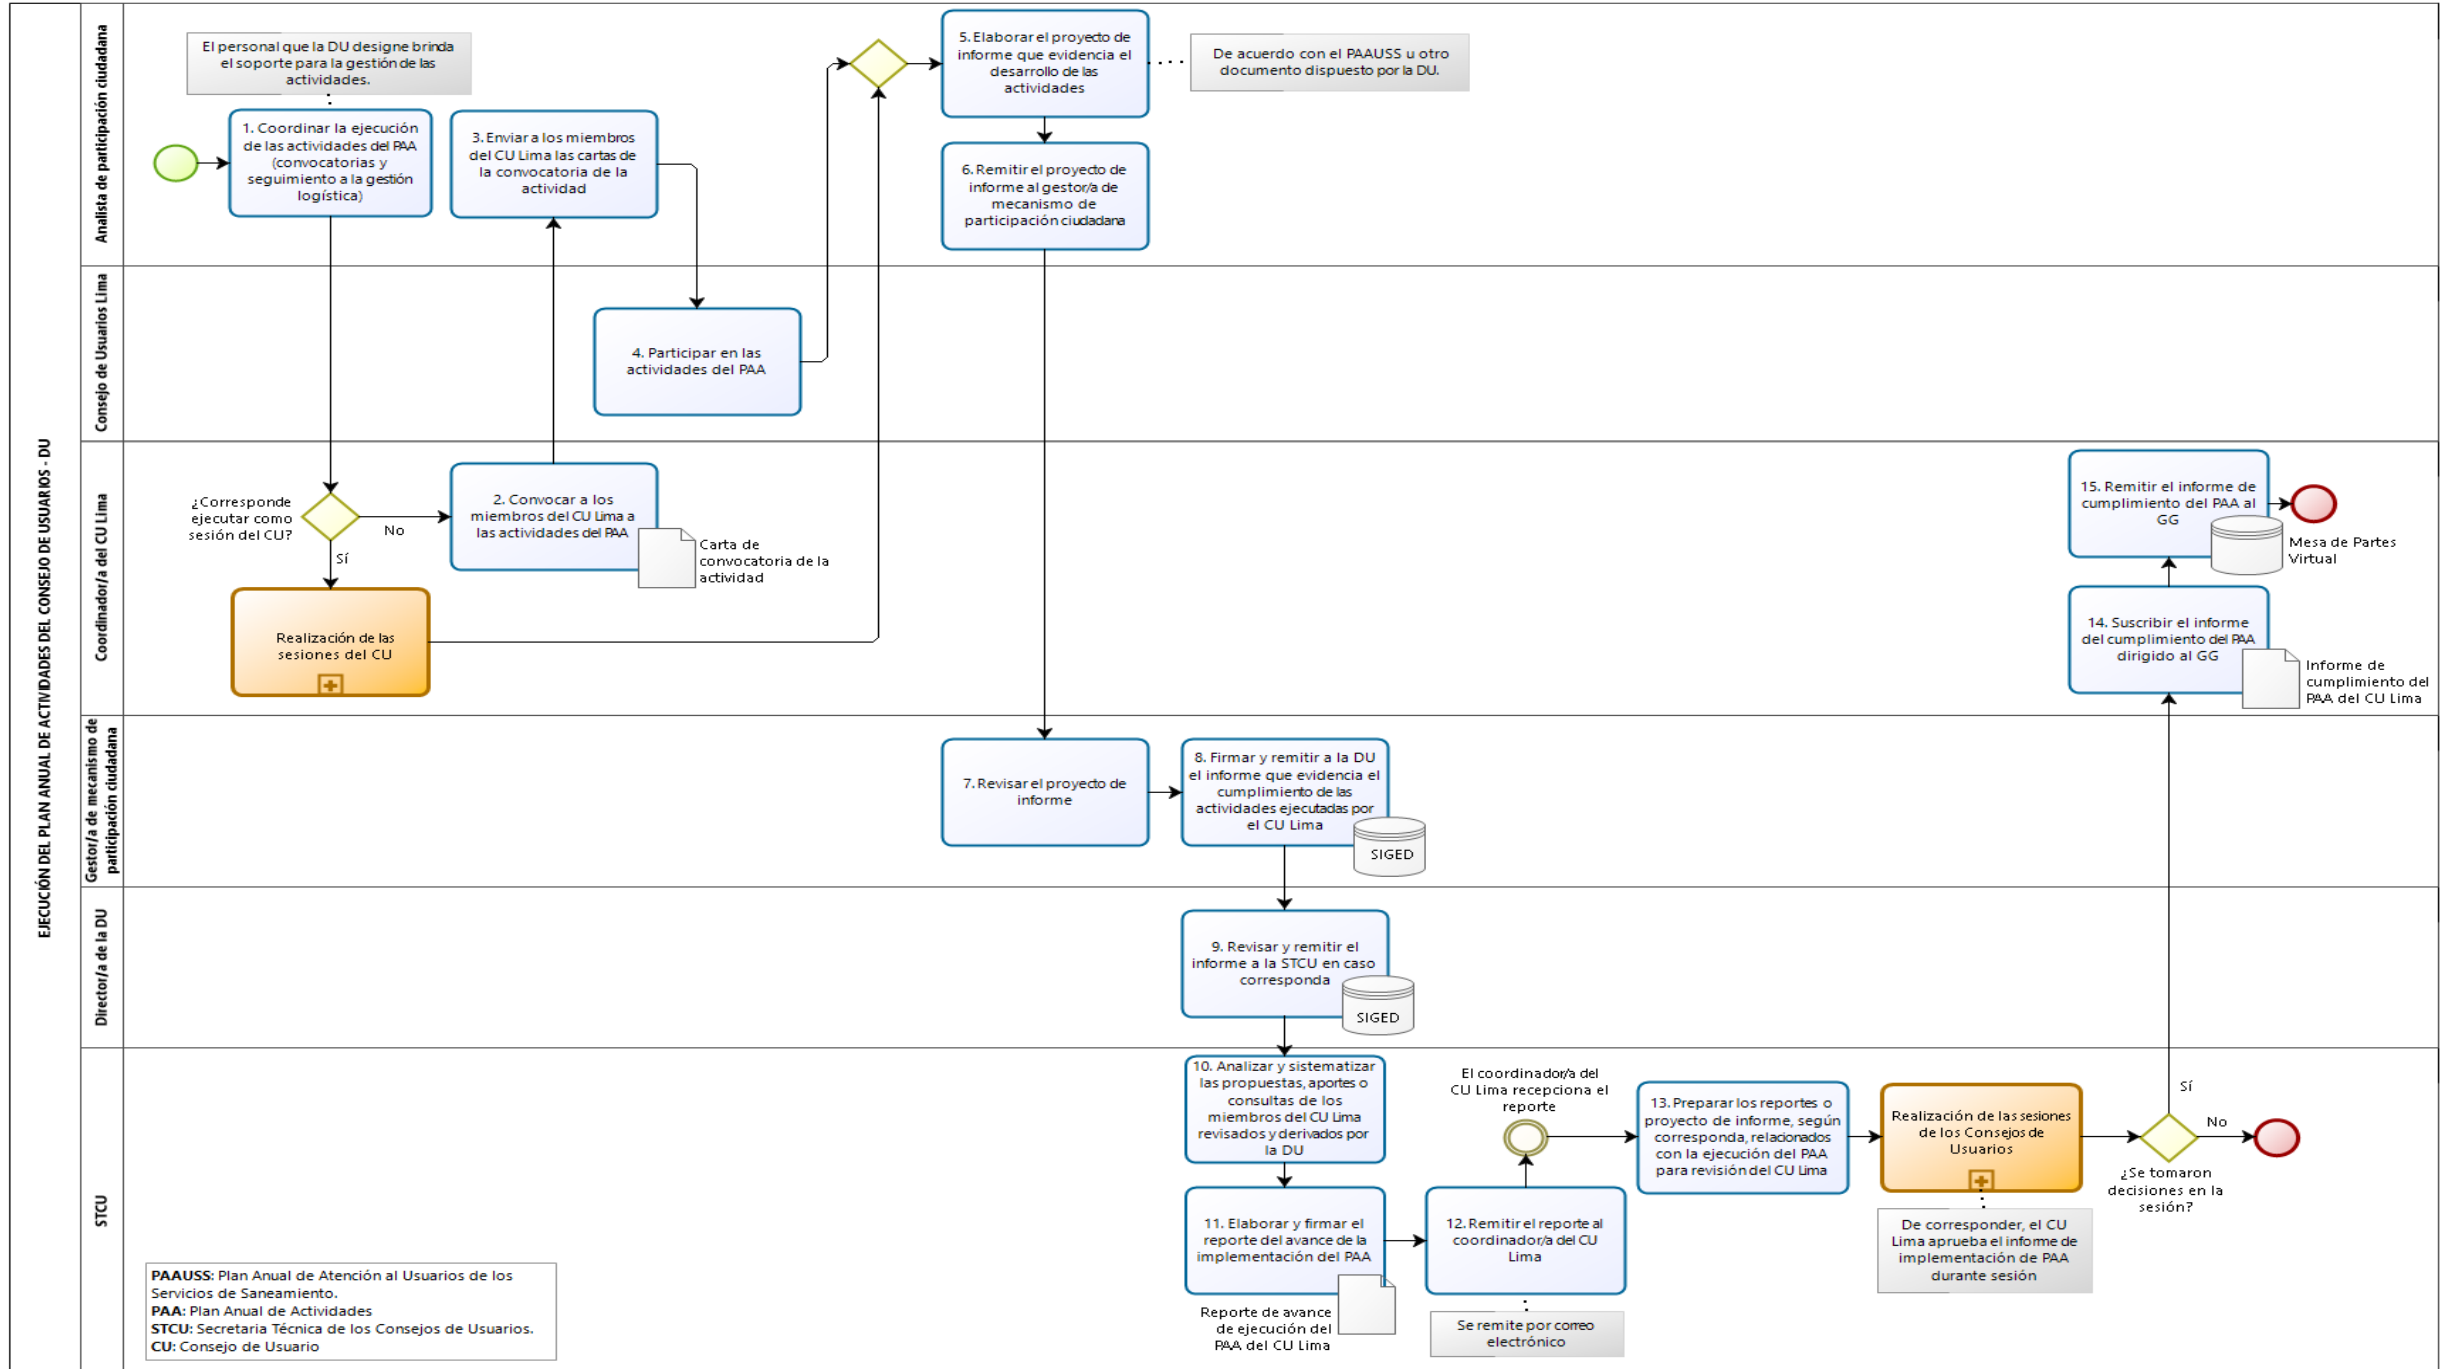 EJECUCIÓN DEL PLAN ANUAL DE ACTIVIDADES DEL CONSEJO DE USUARIOS - DU
Analista de participación ciudadana
El personal que la DU designe brinda
el soporte para la gestión de las
actividades.
1. Coordinar la ejecución
de las actividades del PAA
(convocatorias y
seguimiento a la gestión
logística)
3. Enviar a los miembros
del CU Lima las cartas de
la convocatoria de la
actividad
5. Elaborar el proyecto de
informe que evidencia el
desarrollo de las
actividades
De acuerdo con el PAAUSS u otro
documento dispuesto por la DU.
6. Remitir el proyecto de
informe al gestor/a de
mecanismo de
participación ciudadana
Consejo de Usuarios Lima
4. Participar en las
actividades del PAA
Coordinador/a del CU Lima
¿Corresponde
ejecutar como
sesión del CU?
No
Sí
2. Convocar a los
miembros del CU Lima a
las actividades del PAA
Carta de
convocatoria de la
actividad
Realización de las
sesiones del CU
15. Remitir el informe de
cumplimiento del PAA al
GG
Mesa de Partes
Virtual
14. Suscribir el informe
del cumplimiento del PAA
dirigido al GG
Informe de
cumplimiento del
PAA del CU Lima
Gestor/a de mecanismo de
participación ciudadana
7. Revisar el proyecto de
informe
8. Firmar y remitir a la DU
el informe que evidencia el
cumplimiento de las
actividades ejecutadas por
el CU Lima
SIGED
Director/a de la DU
9. Revisar y remitir el
informe a la STCU en caso
corresponda
SIGED
STCU
10. Analizar y sistematizar
las propuestas, aportes o
consultas de los
miembros del CU Lima
revisados y derivados por
la DU
11. Elaborar y firmar el
reporte del avance de la
implementación del PAA
Reporte de avance
de ejecución del
PAA del CU Lima
El coordinador/a del
CU Lima recepciona el
reporte
12. Remitir el reporte al
coordinador/a del CU
Lima
Se remite por correo
electrónico
13. Preparar los reportes o
proyecto de informe, según
corresponda, relacionados
con la ejecución del PAA
para revisión del CU Lima
Realización de las sesiones
de los Consejos de
Usuarios
De corresponder, el CU
Lima aprueba el informe de
implementación de PAA
durante sesión
Sí
No
¿Se tomaron
decisiones en la
sesión?
PAAUSS: Plan Anual de Atención al Usuarios de los
Servicios de Saneamiento.
PAA: Plan Anual de Actividades
STCU: Secretaria Técnica de los Consejos de Usuarios.
CU: Consejo de Usuario